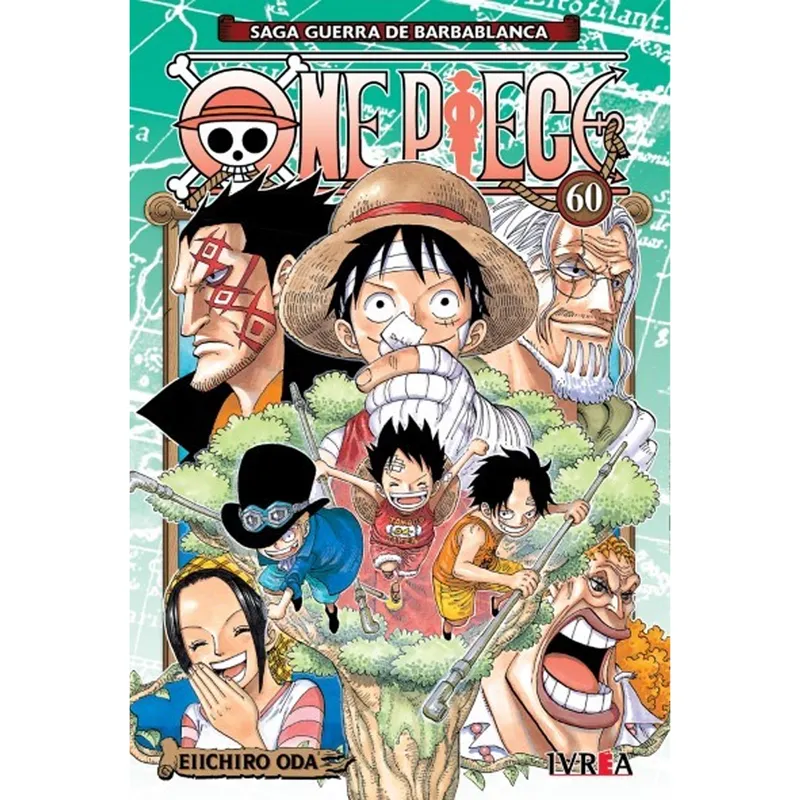 SAGA GUERRA DE BARBABLANCA
ONE PIECE
60
EIICHIRO ODA
IVREA